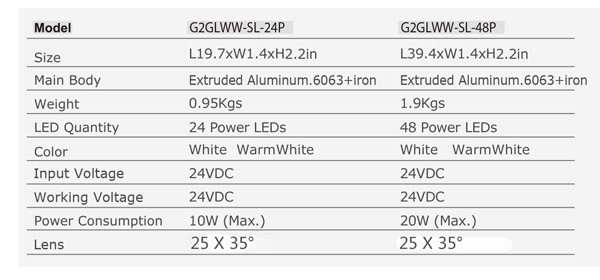 Model G2GLWW-SL-24P G2GLWW-SL-48P
Size L19.7xW1.4xH2.2in L39.4xW1.4xH2.2in
Main Body Extruded Aluminum.6063+iron Extruded Aluminum.6063+iron
Weight 0.95Kgs 1.9Kgs
LED Quantity 24 Power LEDs 48 Power LEDs
Color White WarmWhite White WarmWhite
Input Voltage 24VDC 24VDC
Working Voltage 24VDC 24VDC
Power Consumption 10W (Max.) 20W (Max.)
Lens 25 X 35° 25 X 35°